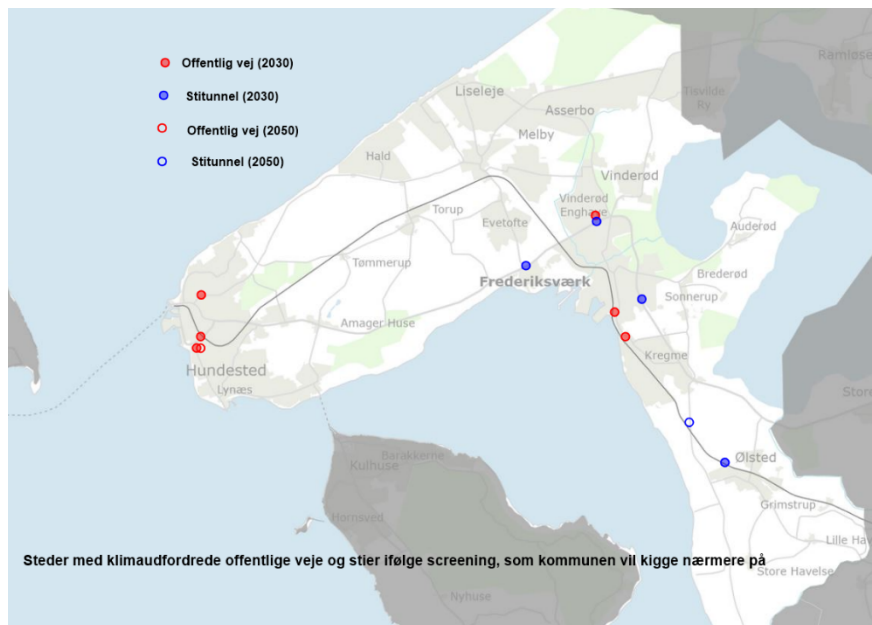 Offentlig vej (2030)
Stitunnel (2030)
Offentlig vej (2050)
Stitunnel (2050)
Ramløse
Liseleje
Tisvilde
Ry
Asserbo
Melby
Hald
Vinderød
Vinderød
Enghave
Torup
Evetofte
Auderød
Tømmerup
Brederød
Frederiksværk
Sonnerup
Amager Huse
Kregme
Hundested
Store
Lynæs
Barakkerne
Kulhuse
Ølsted
Grimstrup
Hornsved
Lille Hav
Steder med klimaudfordrede offentlige veje og stier ifølge screening, som kommunen vil kigge nærmere på
Store Havelse
Nyhuse